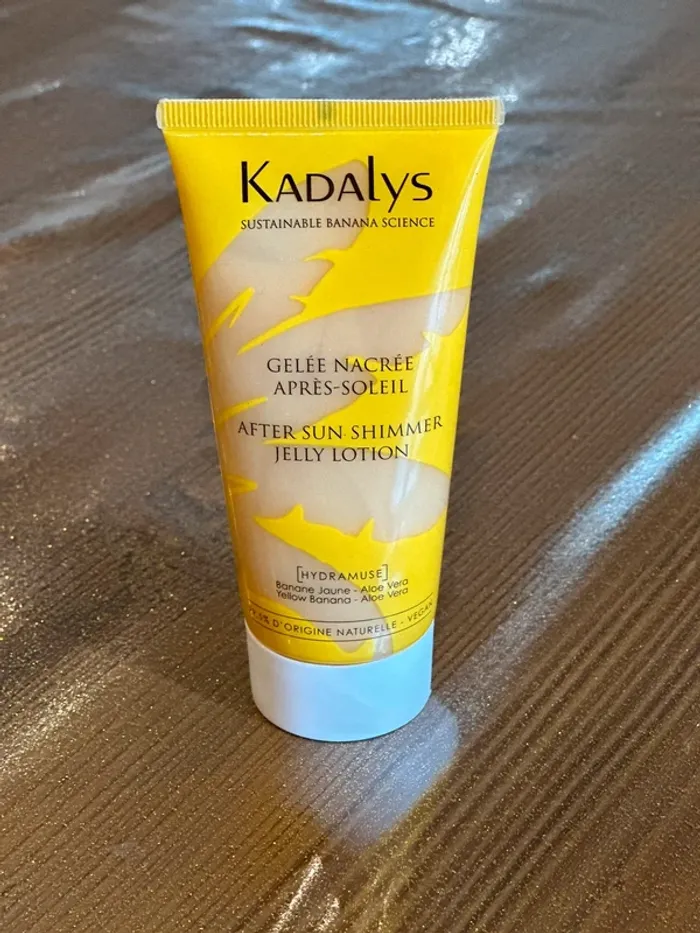 KADALYS
SUSTAINABLE BANANA SCIENCE
GELÉE NACRÉE
APRÈS-SOLEIL
AFTER SUN SHIMMER
JELLY LOTION
[HYDRAMUSE]
Banane Jaune - Aloe Vera
Yellow Banana - Aloe Vera
D'ORIGINE NATURELLE - VEGAN